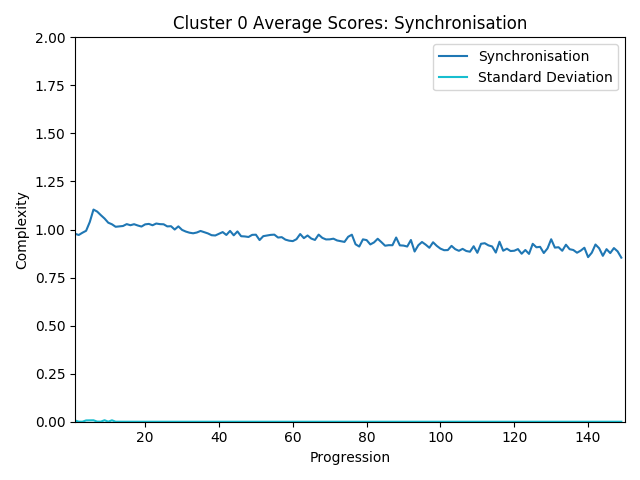 Cluster 0 Average Scores: Synchronisation
2.00
1.75
1.50
1.25
1.00
0.75
0.50
0.25
0.00
Complexity
Synchronisation
Standard Deviation
20 40 60 80 100 120 140
Progression